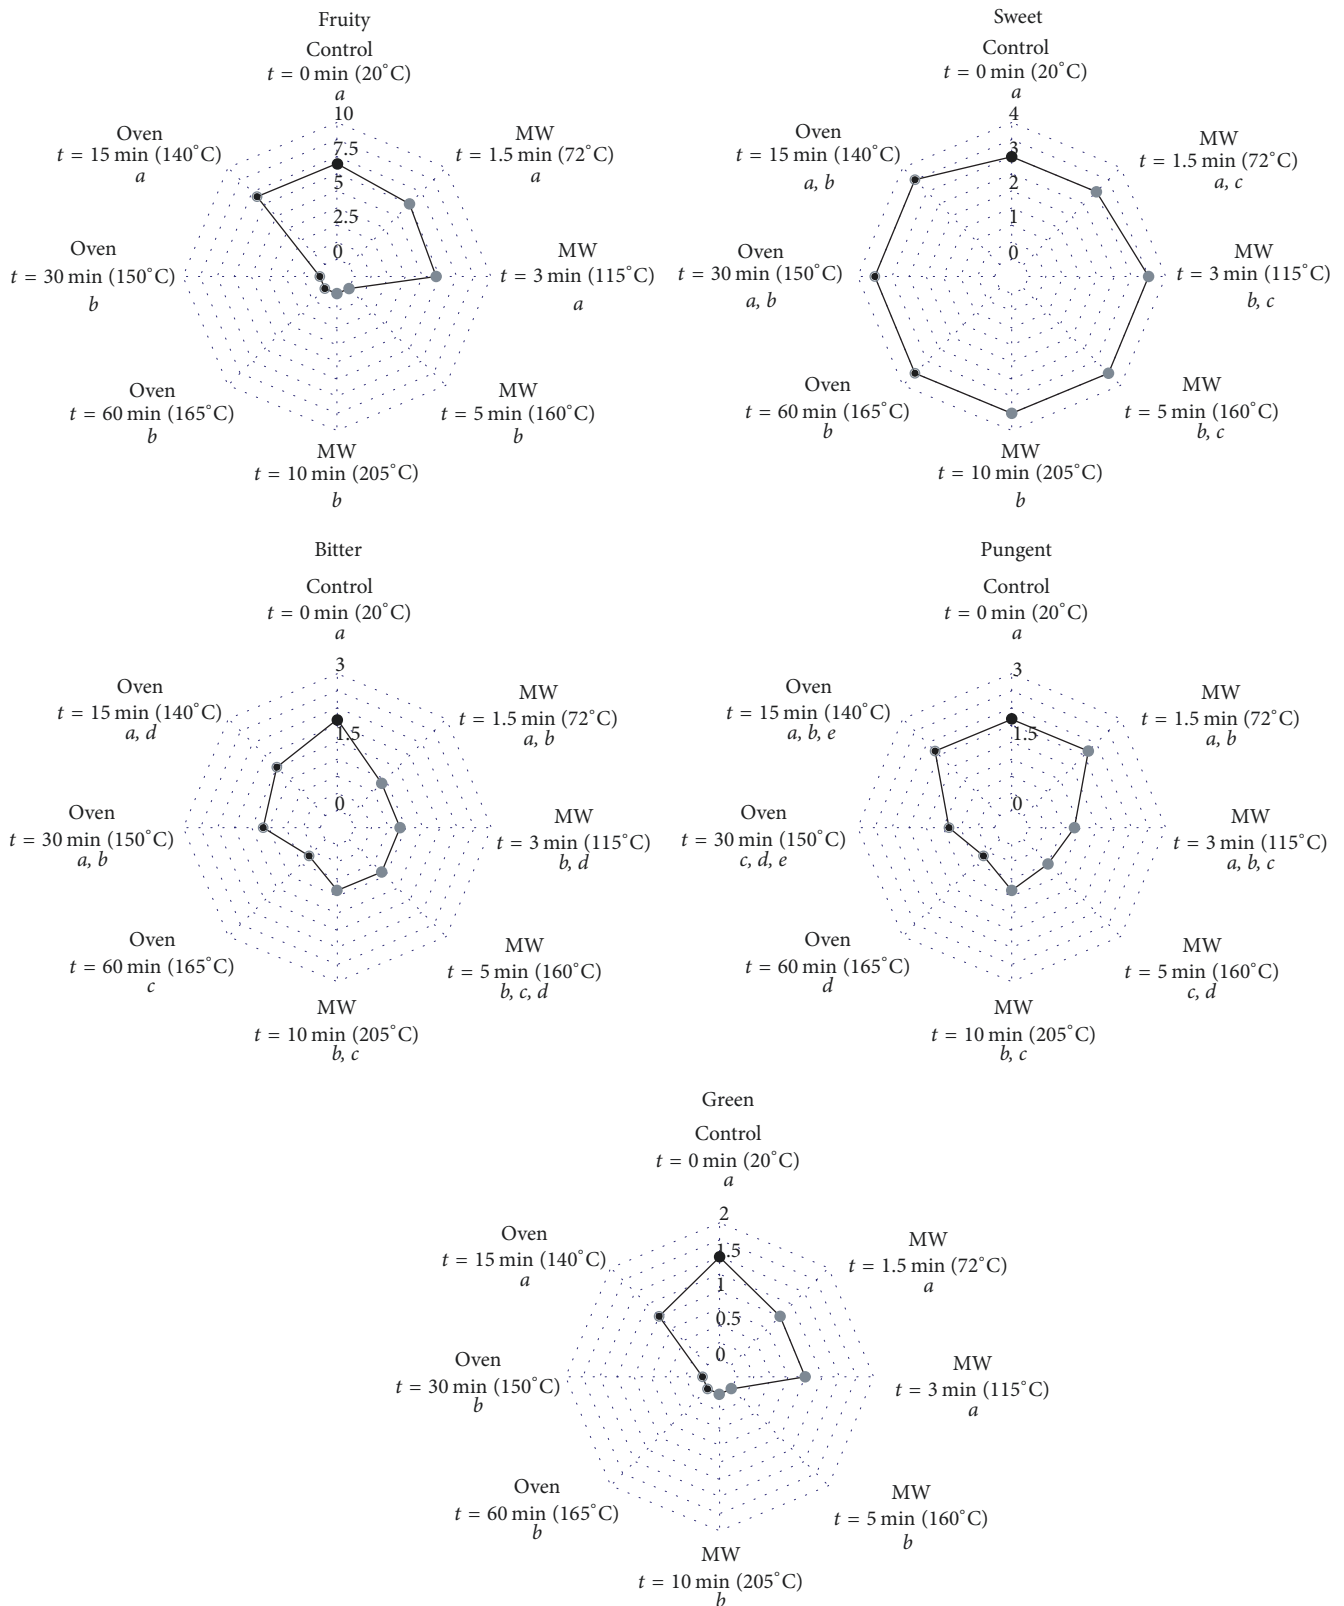 Fruity
Control
t = 0 min (20°C)
a
10
7.5
5
2.5
0
MW
t = 1.5 min (72°C)
a
MW
t = 3 min (115°C)
a
MW
t = 5 min (160°C)
b
MW
t = 10 min (205°C)
b
Oven
t = 60 min (165°C)
b
Oven
t = 30 min (150°C)
b
Oven
t = 15 min (140°C)
a
Sweet
Control
t = 0 min (20°C)
a
4
3
2
1
0
MW
t = 1.5 min (72°C)
a, c
MW
t = 3 min (115°C)
b, c
MW
t = 5 min (160°C)
b, c
MW
t = 10 min (205°C)
b
Oven
t = 60 min (165°C)
b
Oven
t = 30 min (150°C)
a, b
Oven
t = 15 min (140°C)
a, b
Bitter
Control
t = 0 min (20°C)
a
3
1.5
0
MW
t = 1.5 min (72°C)
a, b
MW
t = 3 min (115°C)
b, d
MW
t = 5 min (160°C)
b, c, d
MW
t = 10 min (205°C)
b, c
Oven
t = 60 min (165°C)
c
Oven
t = 30 min (150°C)
a, b
Oven
t = 15 min (140°C)
a, d
Pungent
Control
t = 0 min (20°C)
a
3
1.5
0
MW
t = 1.5 min (72°C)
a, b
MW
t = 3 min (115°C)
a, b, c
MW
t = 5 min (160°C)
c, d
MW
t = 10 min (205°C)
b, c
Oven
t = 60 min (165°C)
d
Oven
t = 30 min (150°C)
c, d, e
Oven
t = 15 min (140°C)
a, b, e
Green
Control
t = 0 min (20°C)
a
2
1.5
1
0.5
0
MW
t = 1.5 min (72°C)
a
MW
t = 3 min (115°C)
a
MW
t = 5 min (160°C)
b
MW
t = 10 min (205°C)
b
Oven
t = 60 min (165°C)
b
Oven
t = 30 min (150°C)
b
Oven
t = 15 min (140°C)
a